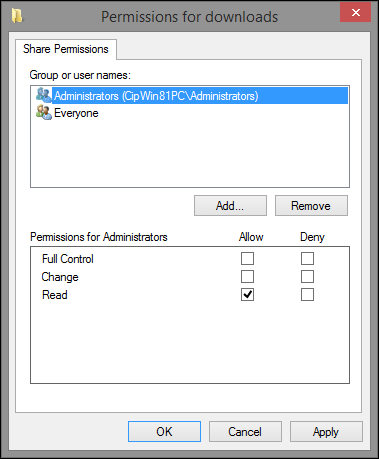 Permissions for downloads
Share Permissions
Group or user names:
Administrators (CipWin81PC\Administrators)
Everyone
Add... Remove
Permissions for Administrators Allow Deny
Full Control
Change
Read
OK Cancel Apply